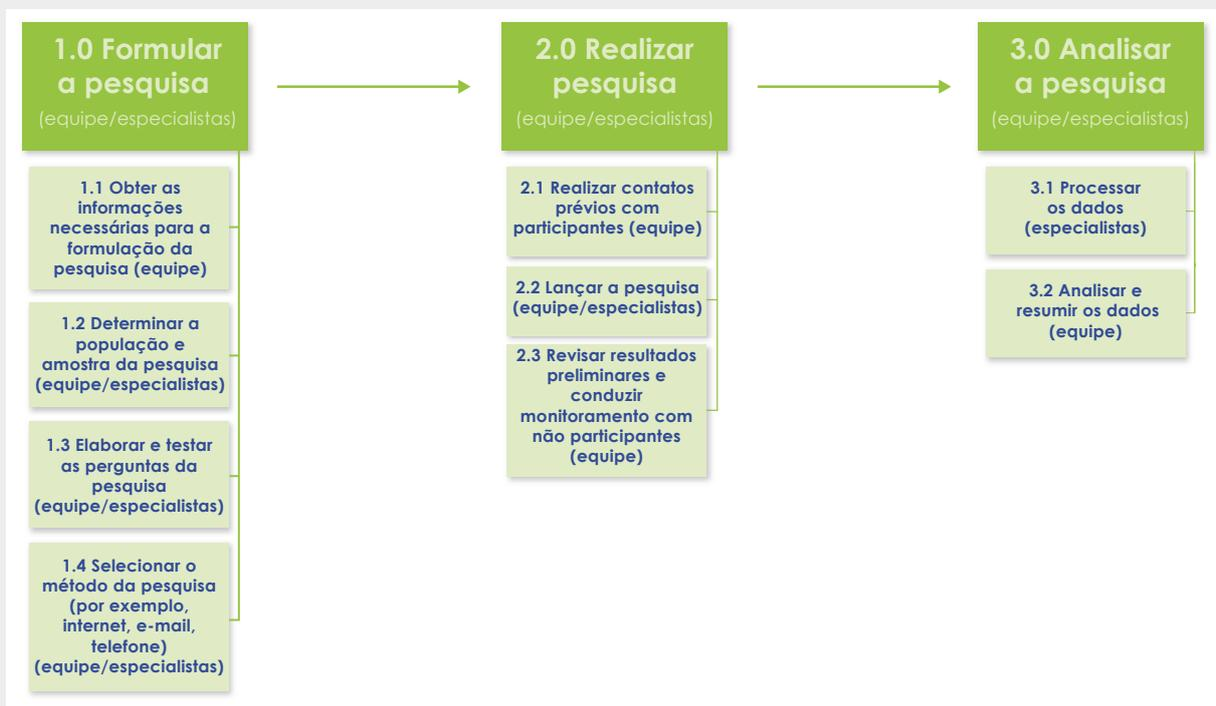 1.0 Formular
a pesquisa
(equipe/especialistas)
1.1 Obter as
informações
necessárias para a
formulação da
pesquisa (equipe)
1.2 Determinar a
população e
amostra da pesquisa
(equipe/especialistas)
1.3 Elaborar e testar
as perguntas da
pesquisa
(equipe/especialistas)
1.4 Selecionar o
método da pesquisa
(por exemplo,
internet, e-mail,
telefone)
(equipe/especialistas)
2.0 Realizar
pesquisa
(equipe/especialistas)
2.1 Realizar contatos
prévios com
participantes (equipe)
2.2 Lançar a pesquisa
(equipe/especialistas)
2.3 Revisar resultados
preliminares e
conduzir
monitoramento com
não participantes
(equipe)
3.0 Analisar
a pesquisa
(equipe/especialistas)
3.1 Processar
os dados
(especialistas)
3.2 Analisar e
resumir os dados
(equipe)